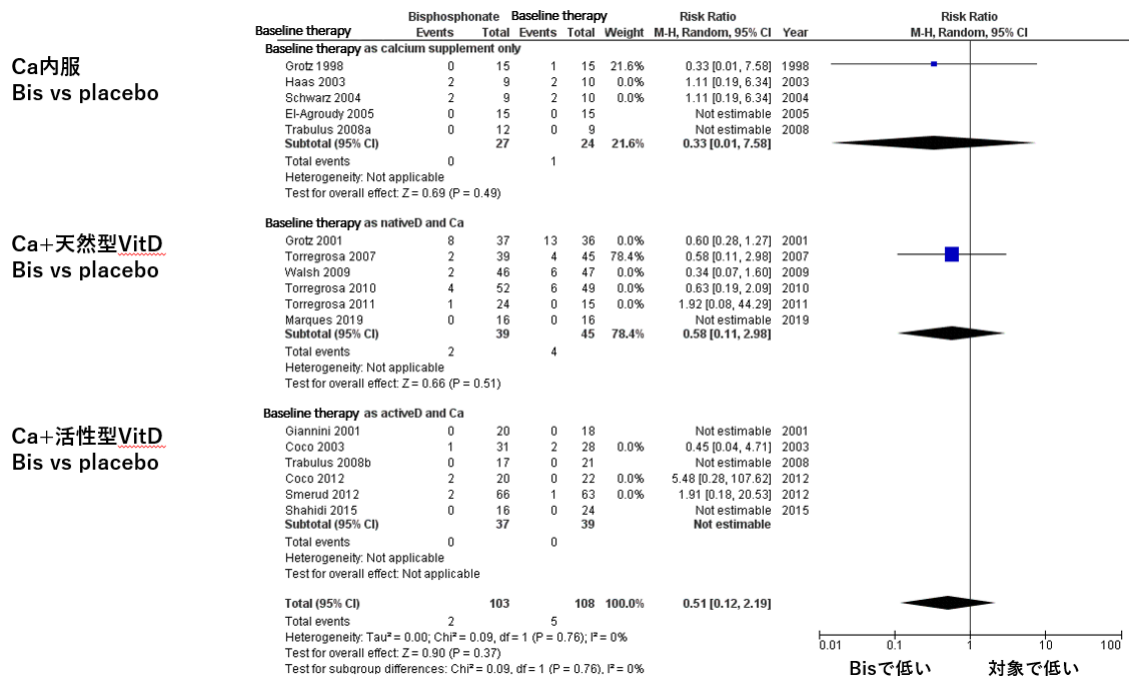 Bisphosphonate Baseline therapy Risk Ratio Risk Ratio
Baseline therapy Events Total Events Total Weight M-H, Random, 95% CI Year M-H, Random, 95% CI
Baseline therapy as calcium supplement only
Ca内服
Bis vs placebo
Grotz 1998 0 15 1 15 21.6% 0.33 [0.01, 7.58] 1998
Haas 2003 2 9 2 10 0.0% 1.11 [0.19, 6.34] 2003
Schwarz 2004 2 9 2 10 0.0% 1.11 [0.19, 6.34] 2004
El-Agroudy 2005 0 15 0 15 Not estimable 2005
Trabulus 2008a 0 12 0 9 Not estimable 2008
Subtotal (95% CI) 27 24 21.6% 0.33 [0.01, 7.58]
Total events 0 1
Heterogeneity: Not applicable
Test for overall effect: Z = 0.69 (P = 0.49)
Baseline therapy as nativeD and Ca
Ca+天然型VitD
Bis vs placebo
Grotz 2001 8 37 13 36 0.0% 0.60 [0.28, 1.27] 2001
Torregrosa 2007 2 39 4 45 78.4% 0.58 [0.11, 2.98] 2007
Walsh 2009 2 46 6 47 0.0% 0.34 [0.07, 1.60] 2009
Torregrosa 2010 4 52 6 49 0.0% 0.63 [0.19, 2.09] 2010
Torregrosa 2011 1 24 0 15 0.0% 1.92 [0.08, 44.29] 2011
Marques 2019 0 16 0 16 Not estimable 2019
Subtotal (95% CI) 39 45 78.4% 0.58 [0.11, 2.98]
Total events 2 4
Heterogeneity: Not applicable
Test for overall effect: Z = 0.66 (P = 0.51)
Baseline therapy as activeD and Ca
Ca+活性型VitD
Bis vs placebo
Giannini 2001 0 20 0 18 Not estimable 2001
Coco 2003 1 31 2 28 0.0% 0.45 [0.04, 4.71] 2003
Trabulus 2008b 0 17 0 21 Not estimable 2008
Coco 2012 2 20 0 22 0.0% 5.48 [0.28, 107.62] 2012
Smerud 2012 2 66 1 63 0.0% 1.91 [0.18, 20.53] 2012
Shahidi 2015 0 16 0 24 Not estimable 2015
Subtotal (95% CI) 37 39 Not estimable
Total events 0 0
Heterogeneity: Not applicable
Test for overall effect: Not applicable
Total (95% CI) 103 108 100.0% 0.51 [0.12, 2.19]
Total events 2 5
Heterogeneity: Tau² = 0.00; Chi² = 0.09, df = 1 (P = 0.76); I² = 0%
Test for overall effect: Z = 0.90 (P = 0.37)
Test for subgroup differences: Chi² = 0.09, df = 1 (P = 0.76), I² = 0%
0.01 0.1 1 10 100
Bisで低い 対象で低い